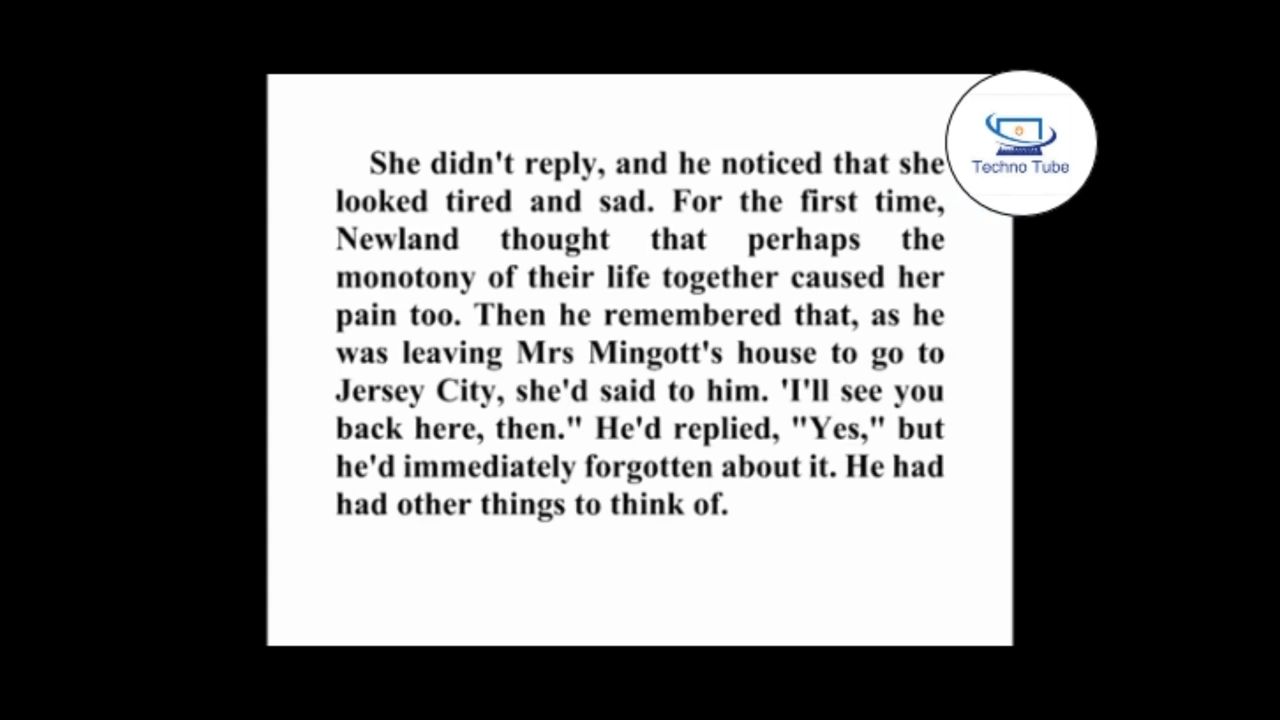 She didn't reply, and he noticed that she
looked tired and sad. For the first time,
Newland thought that perhaps the
monotony of their life together caused her
pain too. Then he remembered that, as he
was leaving Mrs Mingott's house to go to
Jersey City, she'd said to him. 'I'll see you
back here, then." He'd replied, "Yes," but
he'd immediately forgotten about it. He had
had other things to think of.
Techno Tube